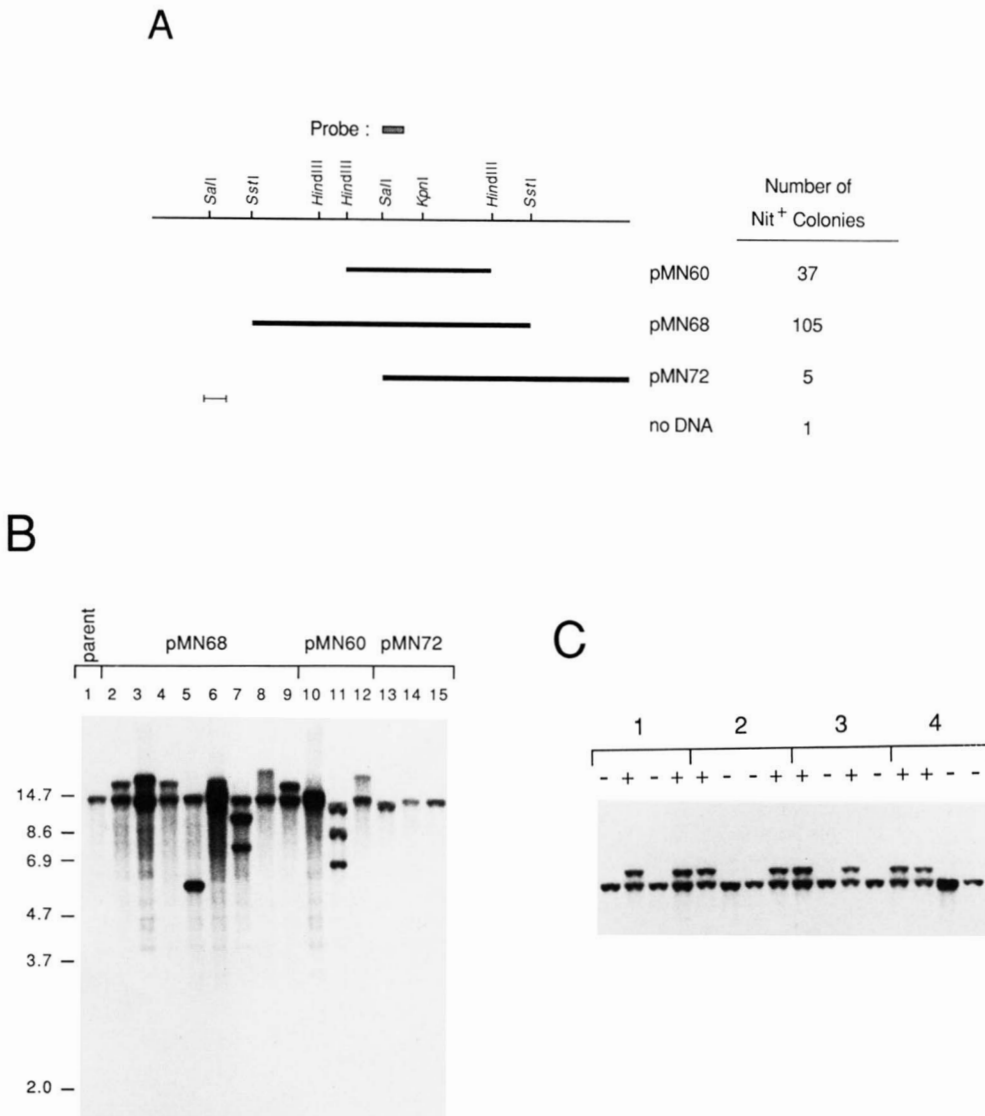 A
Probe :
SalI SstI HindIII HindIII SalI KpnI HindIII SstI
Number of
Nit+ Colonies
pMN60 37
pMN68 105
pMN72 5
no DNA 1
B
parent pMN68 pMN60 pMN72
1 2 3 4 5 6 7 8 9 10 11 12 13 14 15
14.7
8.6
6.9
4.7
3.7
2.0
C
1 2 3 4
- + - + + - - + + - + - + + - -